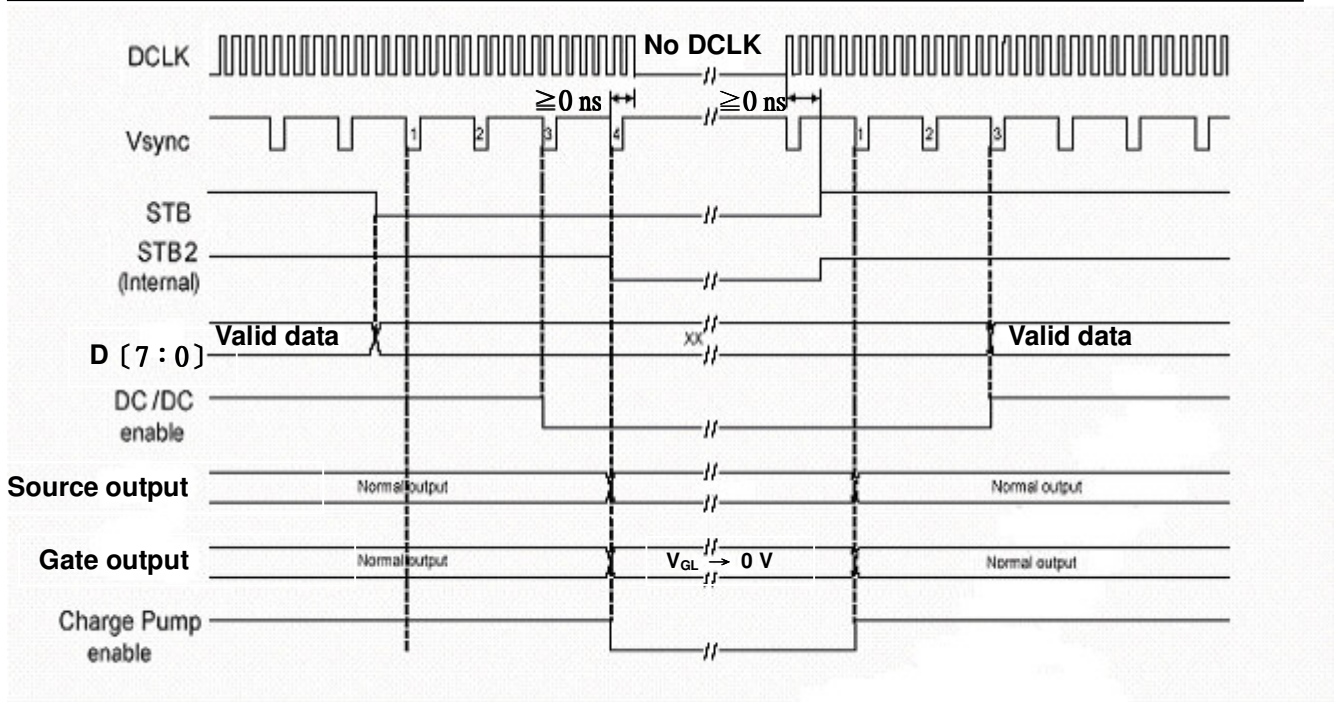 DCLK
No DCLK
≧0 ns
≧0 ns
Vsync
1
2
3
4
1
2
3
STB
STB2
(Internal)
D〔7:0〕
Valid data
XX
Valid data
DC/DC
enable
Source output
Normal output
Normal output
Gate output
Normal output
VGL → 0 V
Normal output
Charge Pump
enable